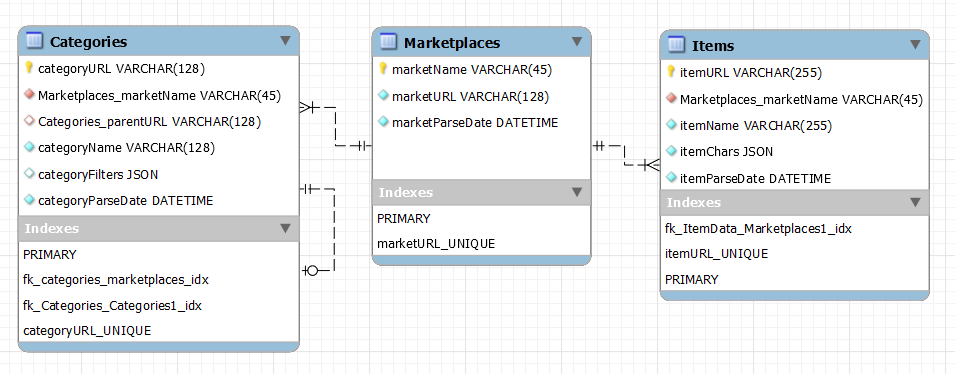 Categories
categoryURL VARCHAR(128)
Marketplaces_marketName VARCHAR(45)
Categories_parentURL VARCHAR(128)
categoryName VARCHAR(128)
categoryFilters JSON
categoryParseDate DATETIME
Indexes
PRIMARY
fk_categories_marketplaces_idx
fk_Categories_Categories1_idx
categoryURL_UNIQUE
Marketplaces
marketName VARCHAR(45)
marketURL VARCHAR(128)
marketParseDate DATETIME
Indexes
PRIMARY
marketURL_UNIQUE
Items
itemURL VARCHAR(255)
Marketplaces_marketName VARCHAR(45)
itemName VARCHAR(255)
itemChars JSON
itemParseDate DATETIME
Indexes
fk_ItemData_Marketplaces1_idx
itemURL_UNIQUE
PRIMARY